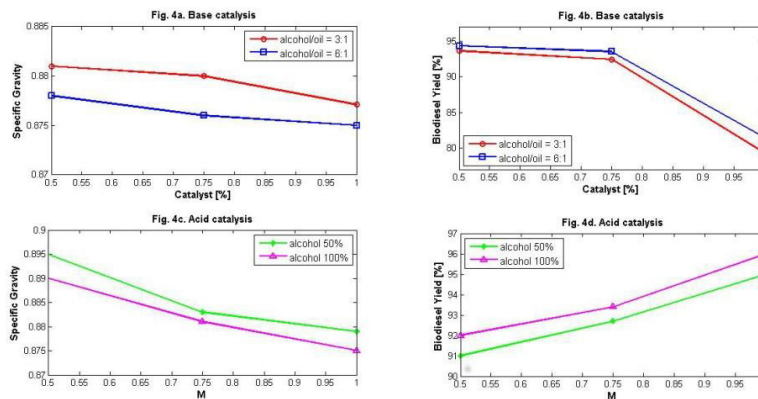 Fig. 4a. Base catalysis
0.885
0.88
0.875
0.87
Specific Gravity
alcohol/oil = 3:1
alcohol/oil = 6:1
0.5 0.55 0.6 0.65 0.7 0.75 0.8 0.85 0.9 0.95 1
Catalyst [%]
Fig. 4b. Base catalysis
95
90
85
80
Biodiesel Yield [%]
alcohol/oil = 3:1
alcohol/oil = 6:1
0.5 0.55 0.6 0.65 0.7 0.75 0.8 0.85 0.9 0.95
Catalyst [%]
Fig. 4c. Acid catalysis
0.9
0.895
0.89
0.885
0.88
0.875
0.87
Specific Gravity
alcohol 50%
alcohol 100%
0.5 0.55 0.6 0.65 0.7 0.75 0.8 0.85 0.9 0.95 1
M
Fig. 4d. Acid catalysis
97
96
95
94
93
92
91
90
Biodiesel Yield [%]
alcohol 50%
alcohol 100%
0.5 0.55 0.6 0.65 0.7 0.75 0.8 0.85 0.9 0.95
M